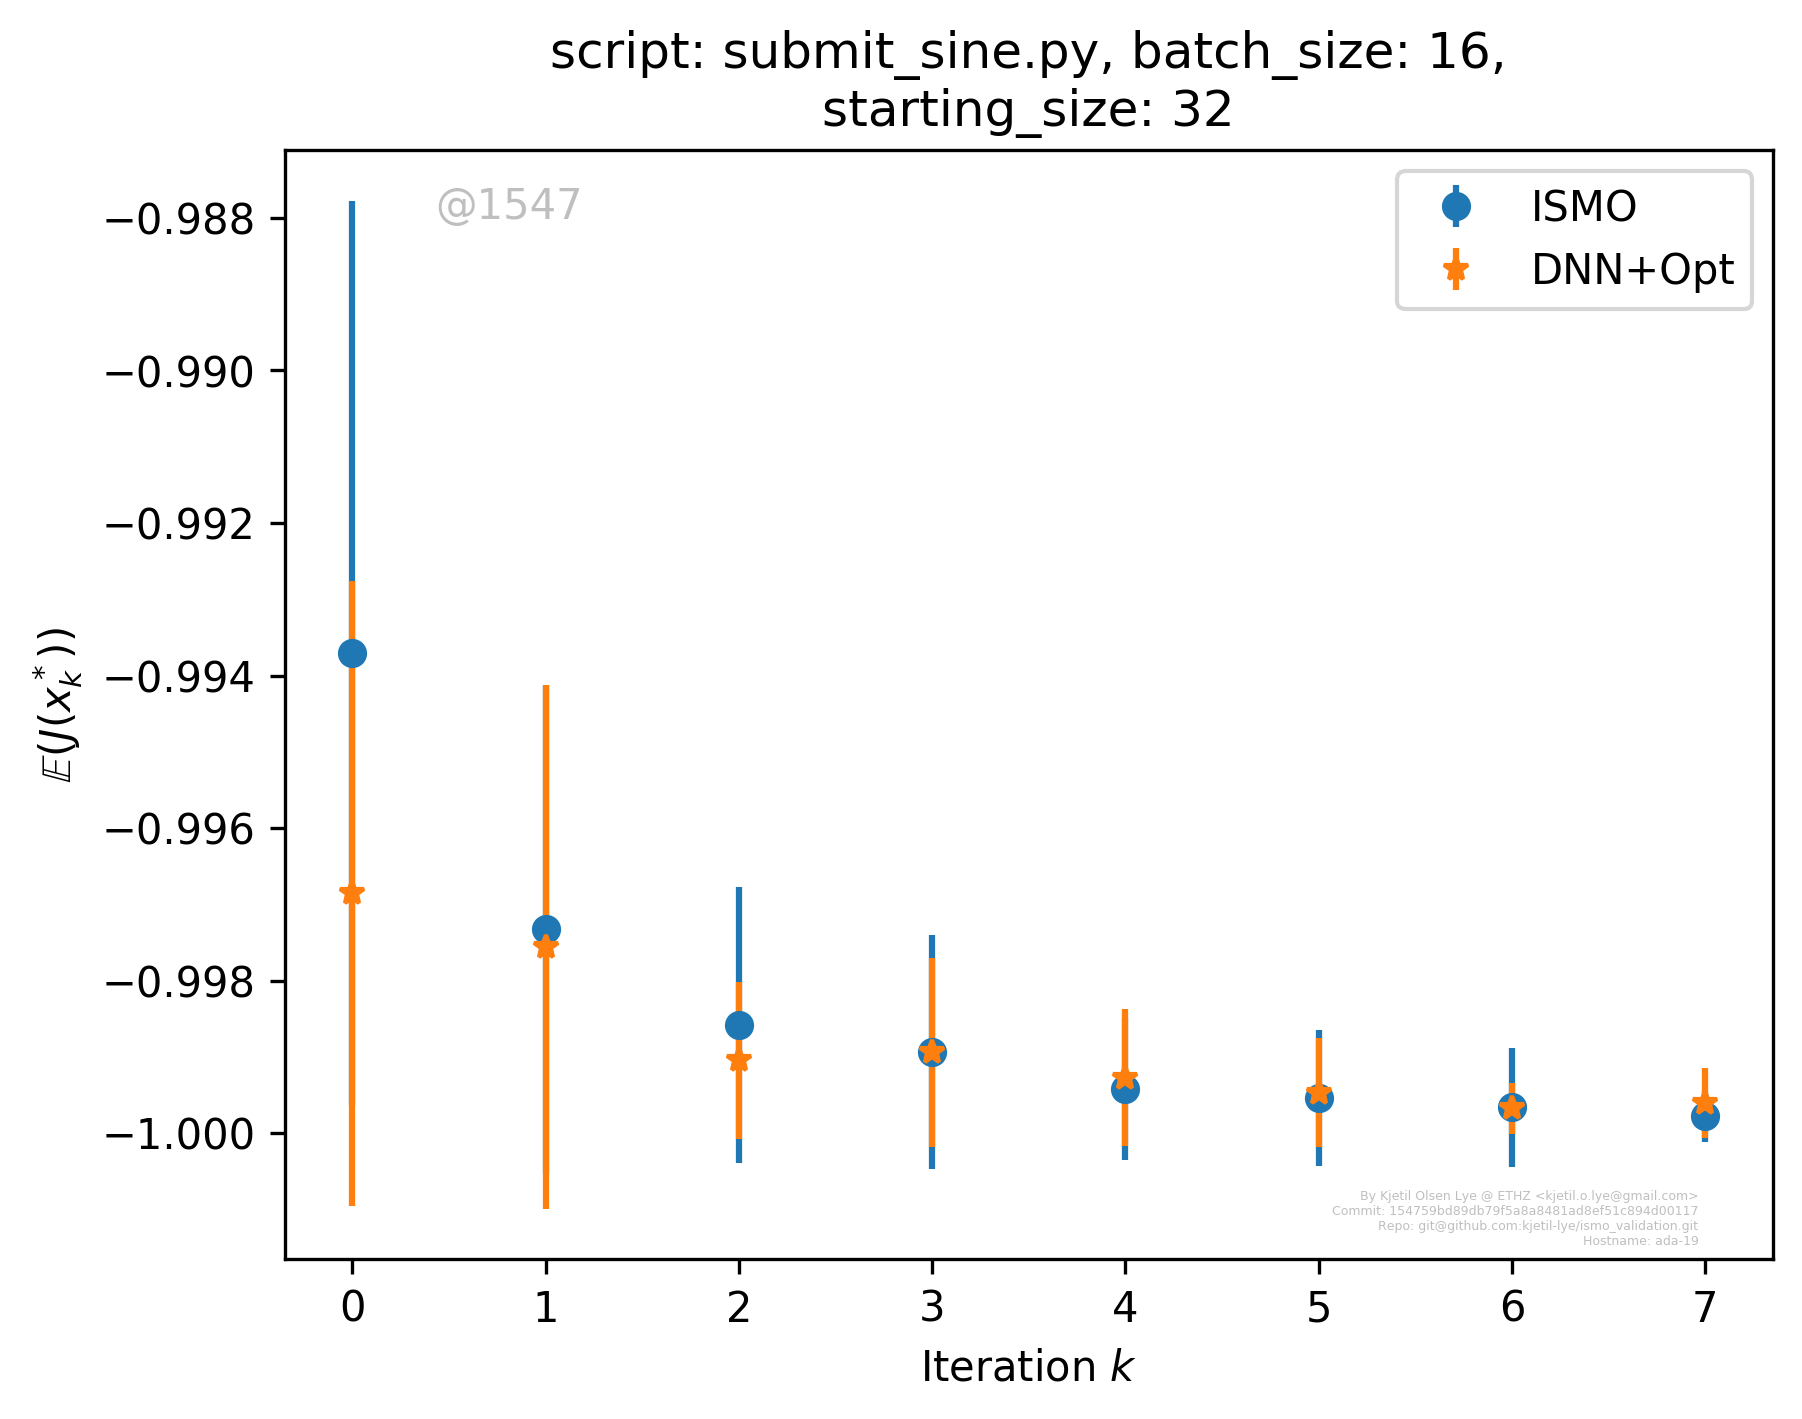 script: submit_sine.py, batch_size: 16,
starting_size: 32
@1547
ISMO
DNN+Opt
−0.988
−0.990
−0.992
−0.994
−0.996
−0.998
−1.000
𝔼(J(x*k))
By Kjetil Olsen Lye @ ETHZ <kjetil.o.lye@gmail.com>
Commit: 154759bd89db79f5a8a8481ad8ef51c894d00117
Repo: git@github.com:kjetil-lye/ismo_validation.git
Hostname: ada-19
0 1 2 3 4 5 6 7
Iteration k